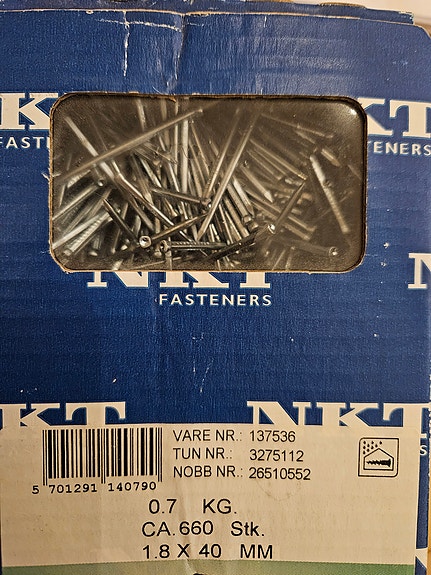 NKT
FASTENERS
NKT
FASTENERS
NKT
NKT
VARE NR.: 137536
TUN NR.: 3275112
NOBB NR.: 26510552
5 701291 140790
0.7 KG.
CA.660 Stk.
1.8 X 40 MM